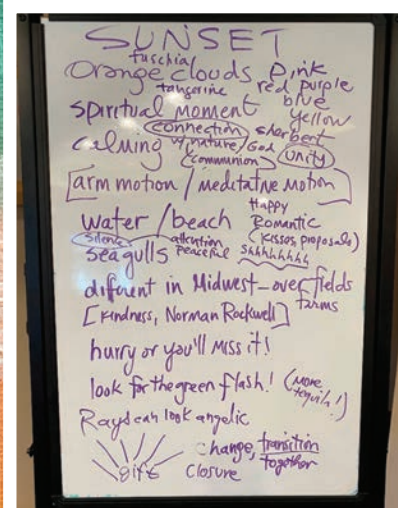 SUNSET
fuschia
Orange clouds Pink
tangerine red purple
spiritual moment blue
yellow
connection sherbert
calming w/nature/God
(communion) Unity
[arm motion / meditative motion]
Happy
water / beach Romantic
silence (kisses, proposals)
seagulls peaceful Shhhhhhhh
different in Midwest - over fields
farms
[kindness, Norman Rockwell]
hurry or you'll miss it!
look for the green flash! (more tequila!)
Rays can look angelic
change, transition
together
gift closure